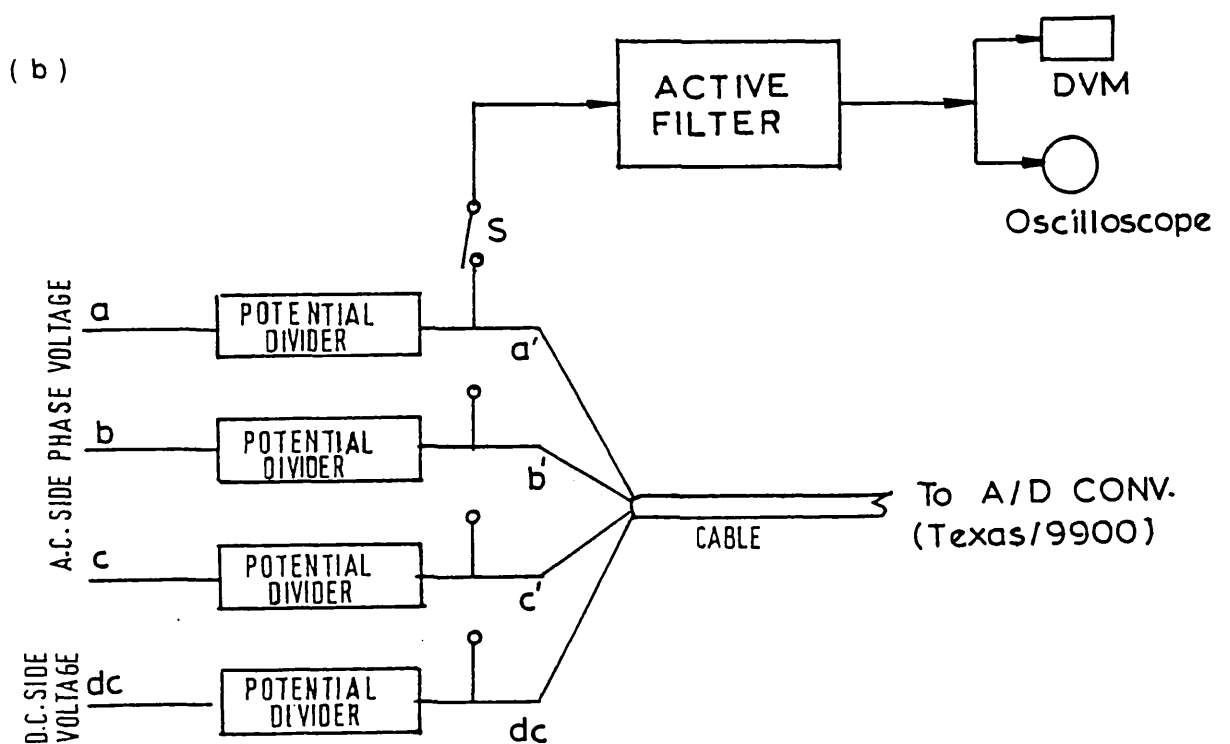 (b)
ACTIVE
FILTER
DVM
Oscilloscope
S
A.C. SIDE PHASE VOLTAGE
a
POTENTIAL
DIVIDER
a'
b
POTENTIAL
DIVIDER
b'
c
POTENTIAL
DIVIDER
c'
D.C. SIDE
VOLTAGE
dc
POTENTIAL
DIVIDER
dc
CABLE
To A/D CONV.
(Texas/9900)